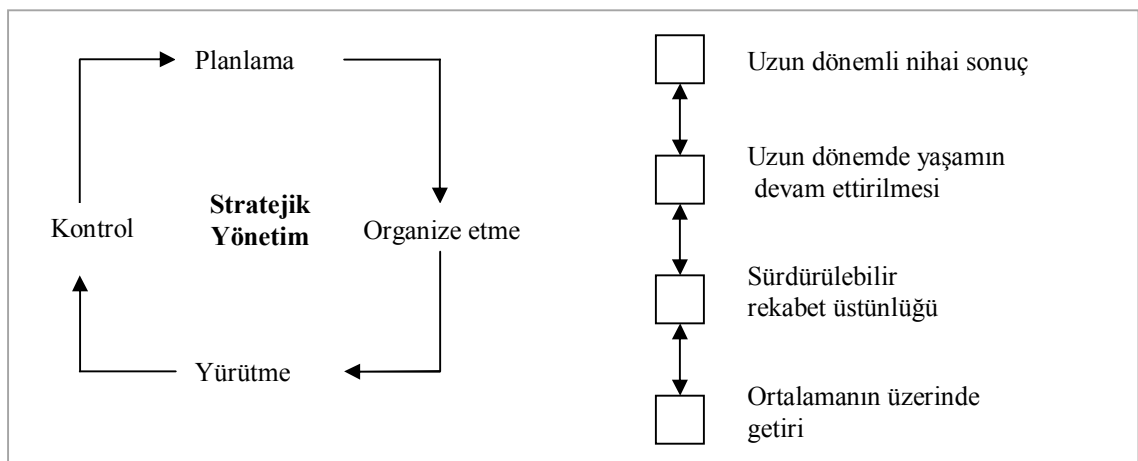 Planlama
Kontrol
Stratejik
Yönetim
Organize etme
Yürütme
Uzun dönemli nihai sonuç
Uzun dönemde yaşamın
devam ettirilmesi
Sürdürülebilir
rekabet üstünlüğü
Ortalamanın üzerinde
getiri